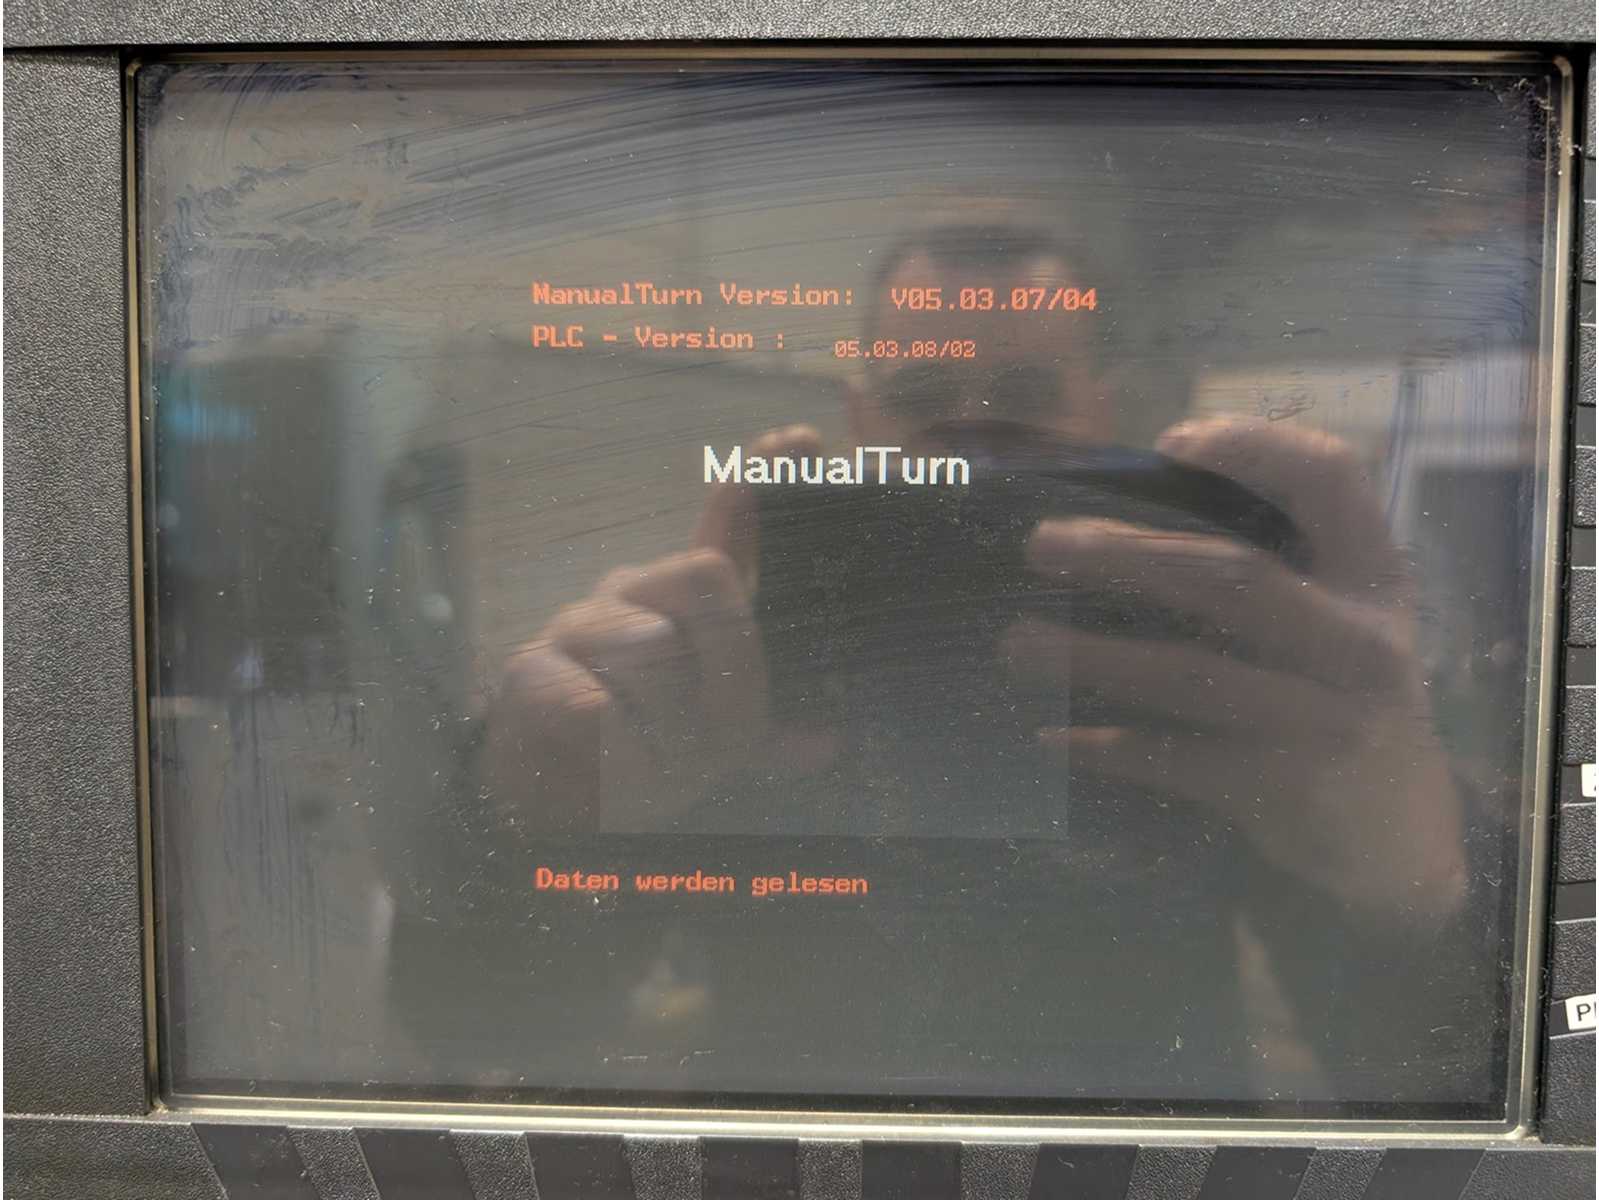 ManualTurn Version: V05.03.07/04
PLC - Version : 05.03.08/02
ManualTurn
Daten werden gelesen